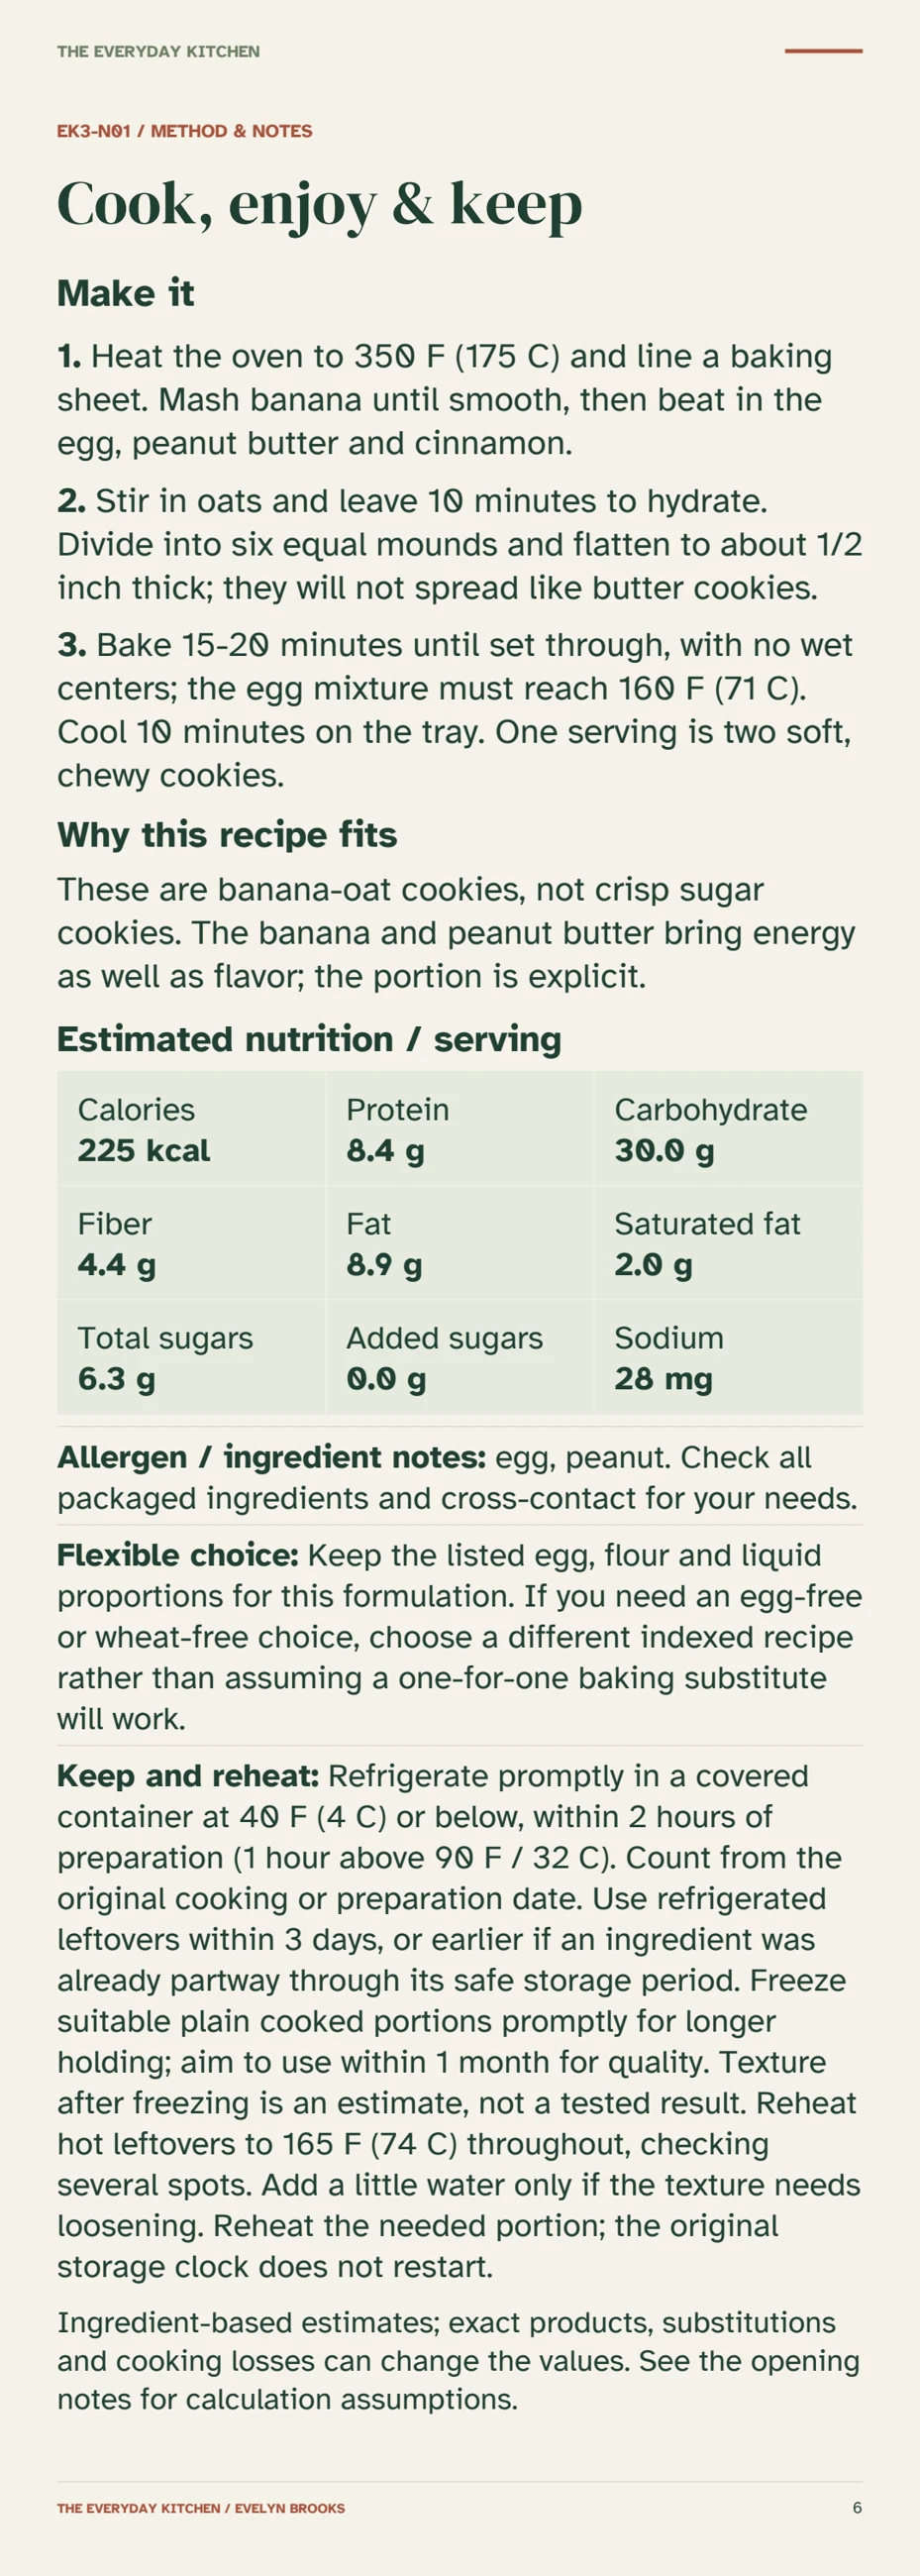 THE EVERYDAY KITCHEN
EK3-N01 / METHOD & NOTES
Cook, enjoy & keep
Make it
1. Heat the oven to 350 F (175 C) and line a baking
sheet. Mash banana until smooth, then beat in the
egg, peanut butter and cinnamon.
2. Stir in oats and leave 10 minutes to hydrate.
Divide into six equal mounds and flatten to about 1/2
inch thick; they will not spread like butter cookies.
3. Bake 15-20 minutes until set through, with no wet
centers; the egg mixture must reach 160 F (71 C).
Cool 10 minutes on the tray. One serving is two soft,
chewy cookies.
Why this recipe fits
These are banana-oat cookies, not crisp sugar
cookies. The banana and peanut butter bring energy
as well as flavor; the portion is explicit.
Estimated nutrition / serving
Calories Protein Carbohydrate
225 kcal 8.4 g 30.0 g
Fiber Fat Saturated fat
4.4 g 8.9 g 2.0 g
Total sugars Added sugars Sodium
6.3 g 0.0 g 28 mg
Allergen / ingredient notes: egg, peanut. Check all
packaged ingredients and cross-contact for your needs.
Flexible choice: Keep the listed egg, flour and liquid
proportions for this formulation. If you need an egg-free
or wheat-free choice, choose a different indexed recipe
rather than assuming a one-for-one baking substitute
will work.
Keep and reheat: Refrigerate promptly in a covered
container at 40 F (4 C) or below, within 2 hours of
preparation (1 hour above 90 F / 32 C). Count from the
original cooking or preparation date. Use refrigerated
leftovers within 3 days, or earlier if an ingredient was
already partway through its safe storage period. Freeze
suitable plain cooked portions promptly for longer
holding; aim to use within 1 month for quality. Texture
after freezing is an estimate, not a tested result. Reheat
hot leftovers to 165 F (74 C) throughout, checking
several spots. Add a little water only if the texture needs
loosening. Reheat the needed portion; the original
storage clock does not restart.
Ingredient-based estimates; exact products, substitutions
and cooking losses can change the values. See the opening
notes for calculation assumptions.
THE EVERYDAY KITCHEN / EVELYN BROOKS 6